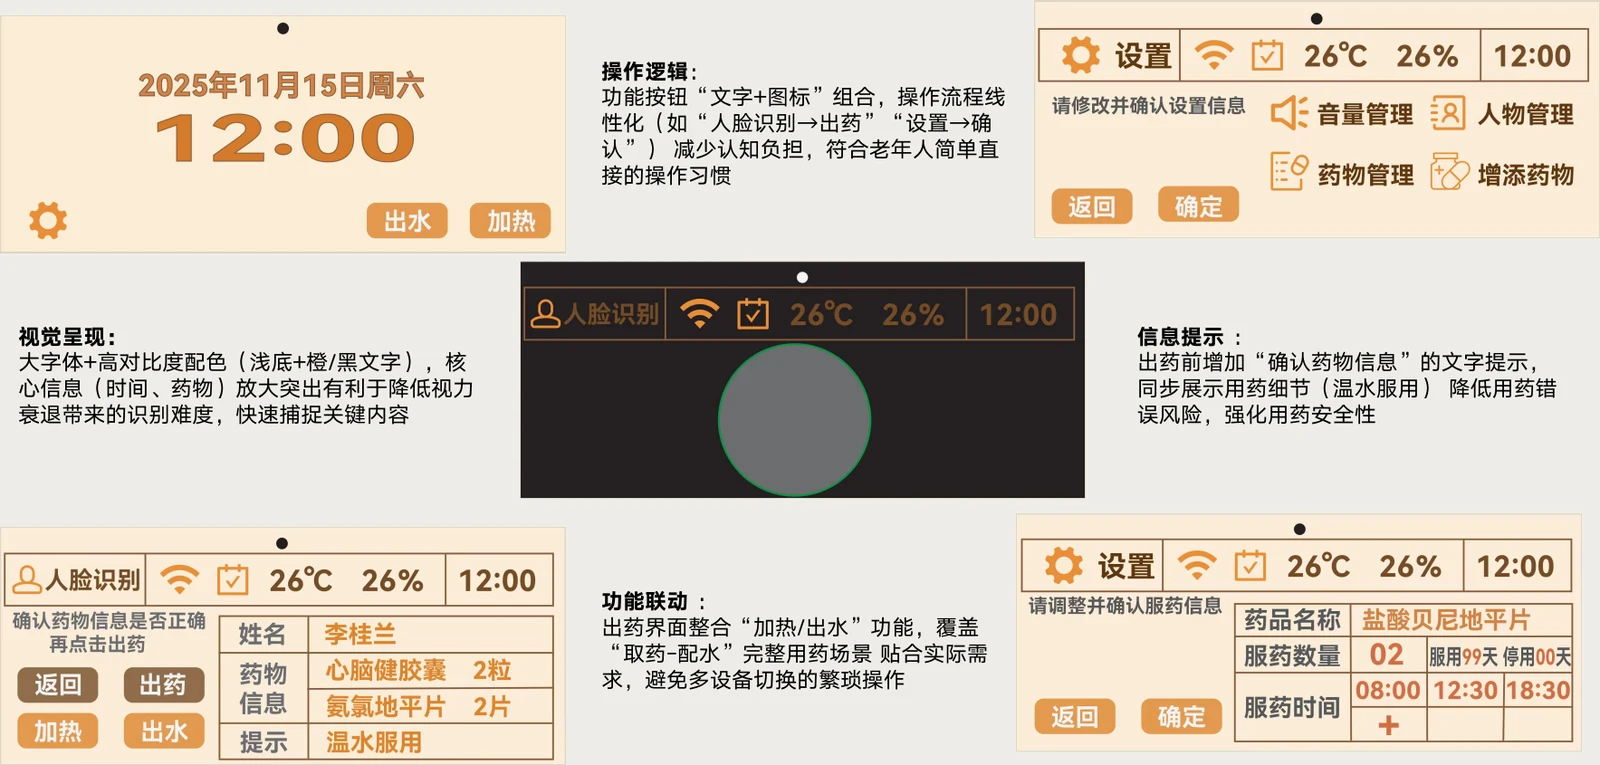 2025年11月15日周六
12:00
出水 加热
操作逻辑：
功能按钮“文字+图标”组合，操作流程线
性化（如“人脸识别→出药”“设置→确
认”） 减少认知负担，符合老年人简单直
接的操作习惯
设置 26℃ 26% 12:00
请修改并确认设置信息
音量管理 人物管理
药物管理 增添药物
返回 确定
视觉呈现：
大字体+高对比度配色（浅底+橙/黑文字），核
心信息（时间、药物）放大突出有利于降低视力
衰退带来的识别难度，快速捕捉关键内容
人脸识别 26℃ 26% 12:00
信息提示 ：
出药前增加“确认药物信息”的文字提示，
同步展示用药细节（温水服用） 降低用药错
误风险，强化用药安全性
人脸识别 26℃ 26% 12:00
确认药物信息是否正确
再点击出药
返回 出药
加热 出水
姓名 李桂兰
药物信息 心脑健胶囊 2粒
氨氯地平片 2片
提示 温水服用
功能联动 ：
出药界面整合“加热/出水”功能，覆盖
“取药-配水”完整用药场景 贴合实际需
求，避免多设备切换的繁琐操作
设置 26℃ 26% 12:00
请调整并确认服药信息
返回 确定
药品名称 盐酸贝尼地平片
服药数量 02 服用99天 停用00天
服药时间 08:00 12:30 18:30
+